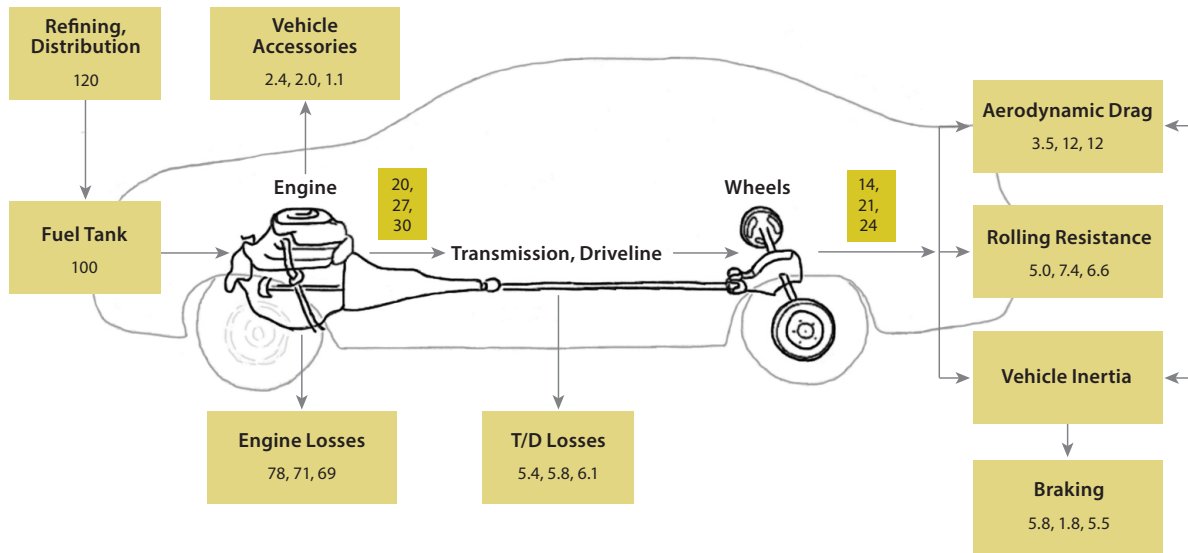 Refining,
Distribution
120
Vehicle
Accessories
2.4, 2.0, 1.1
Aerodynamic Drag
3.5, 12, 12
Engine
20,
27,
30
Wheels
14,
21,
24
Fuel Tank
100
Transmission, Driveline
Rolling Resistance
5.0, 7.4, 6.6
Vehicle Inertia
Engine Losses
78, 71, 69
T/D Losses
5.4, 5.8, 6.1
Braking
5.8, 1.8, 5.5